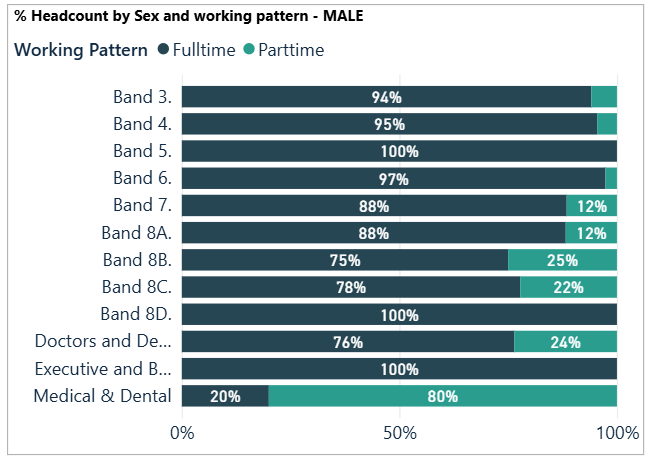 % Headcount by Sex and working pattern - MALE
Working Pattern Fulltime Parttime
Band 3. 94%
Band 4. 95%
Band 5. 100%
Band 6. 97%
Band 7. 88% 12%
Band 8A. 88% 12%
Band 8B. 75% 25%
Band 8C. 78% 22%
Band 8D. 100%
Doctors and De... 76% 24%
Executive and B... 100%
Medical & Dental 20% 80%
0% 50% 100%